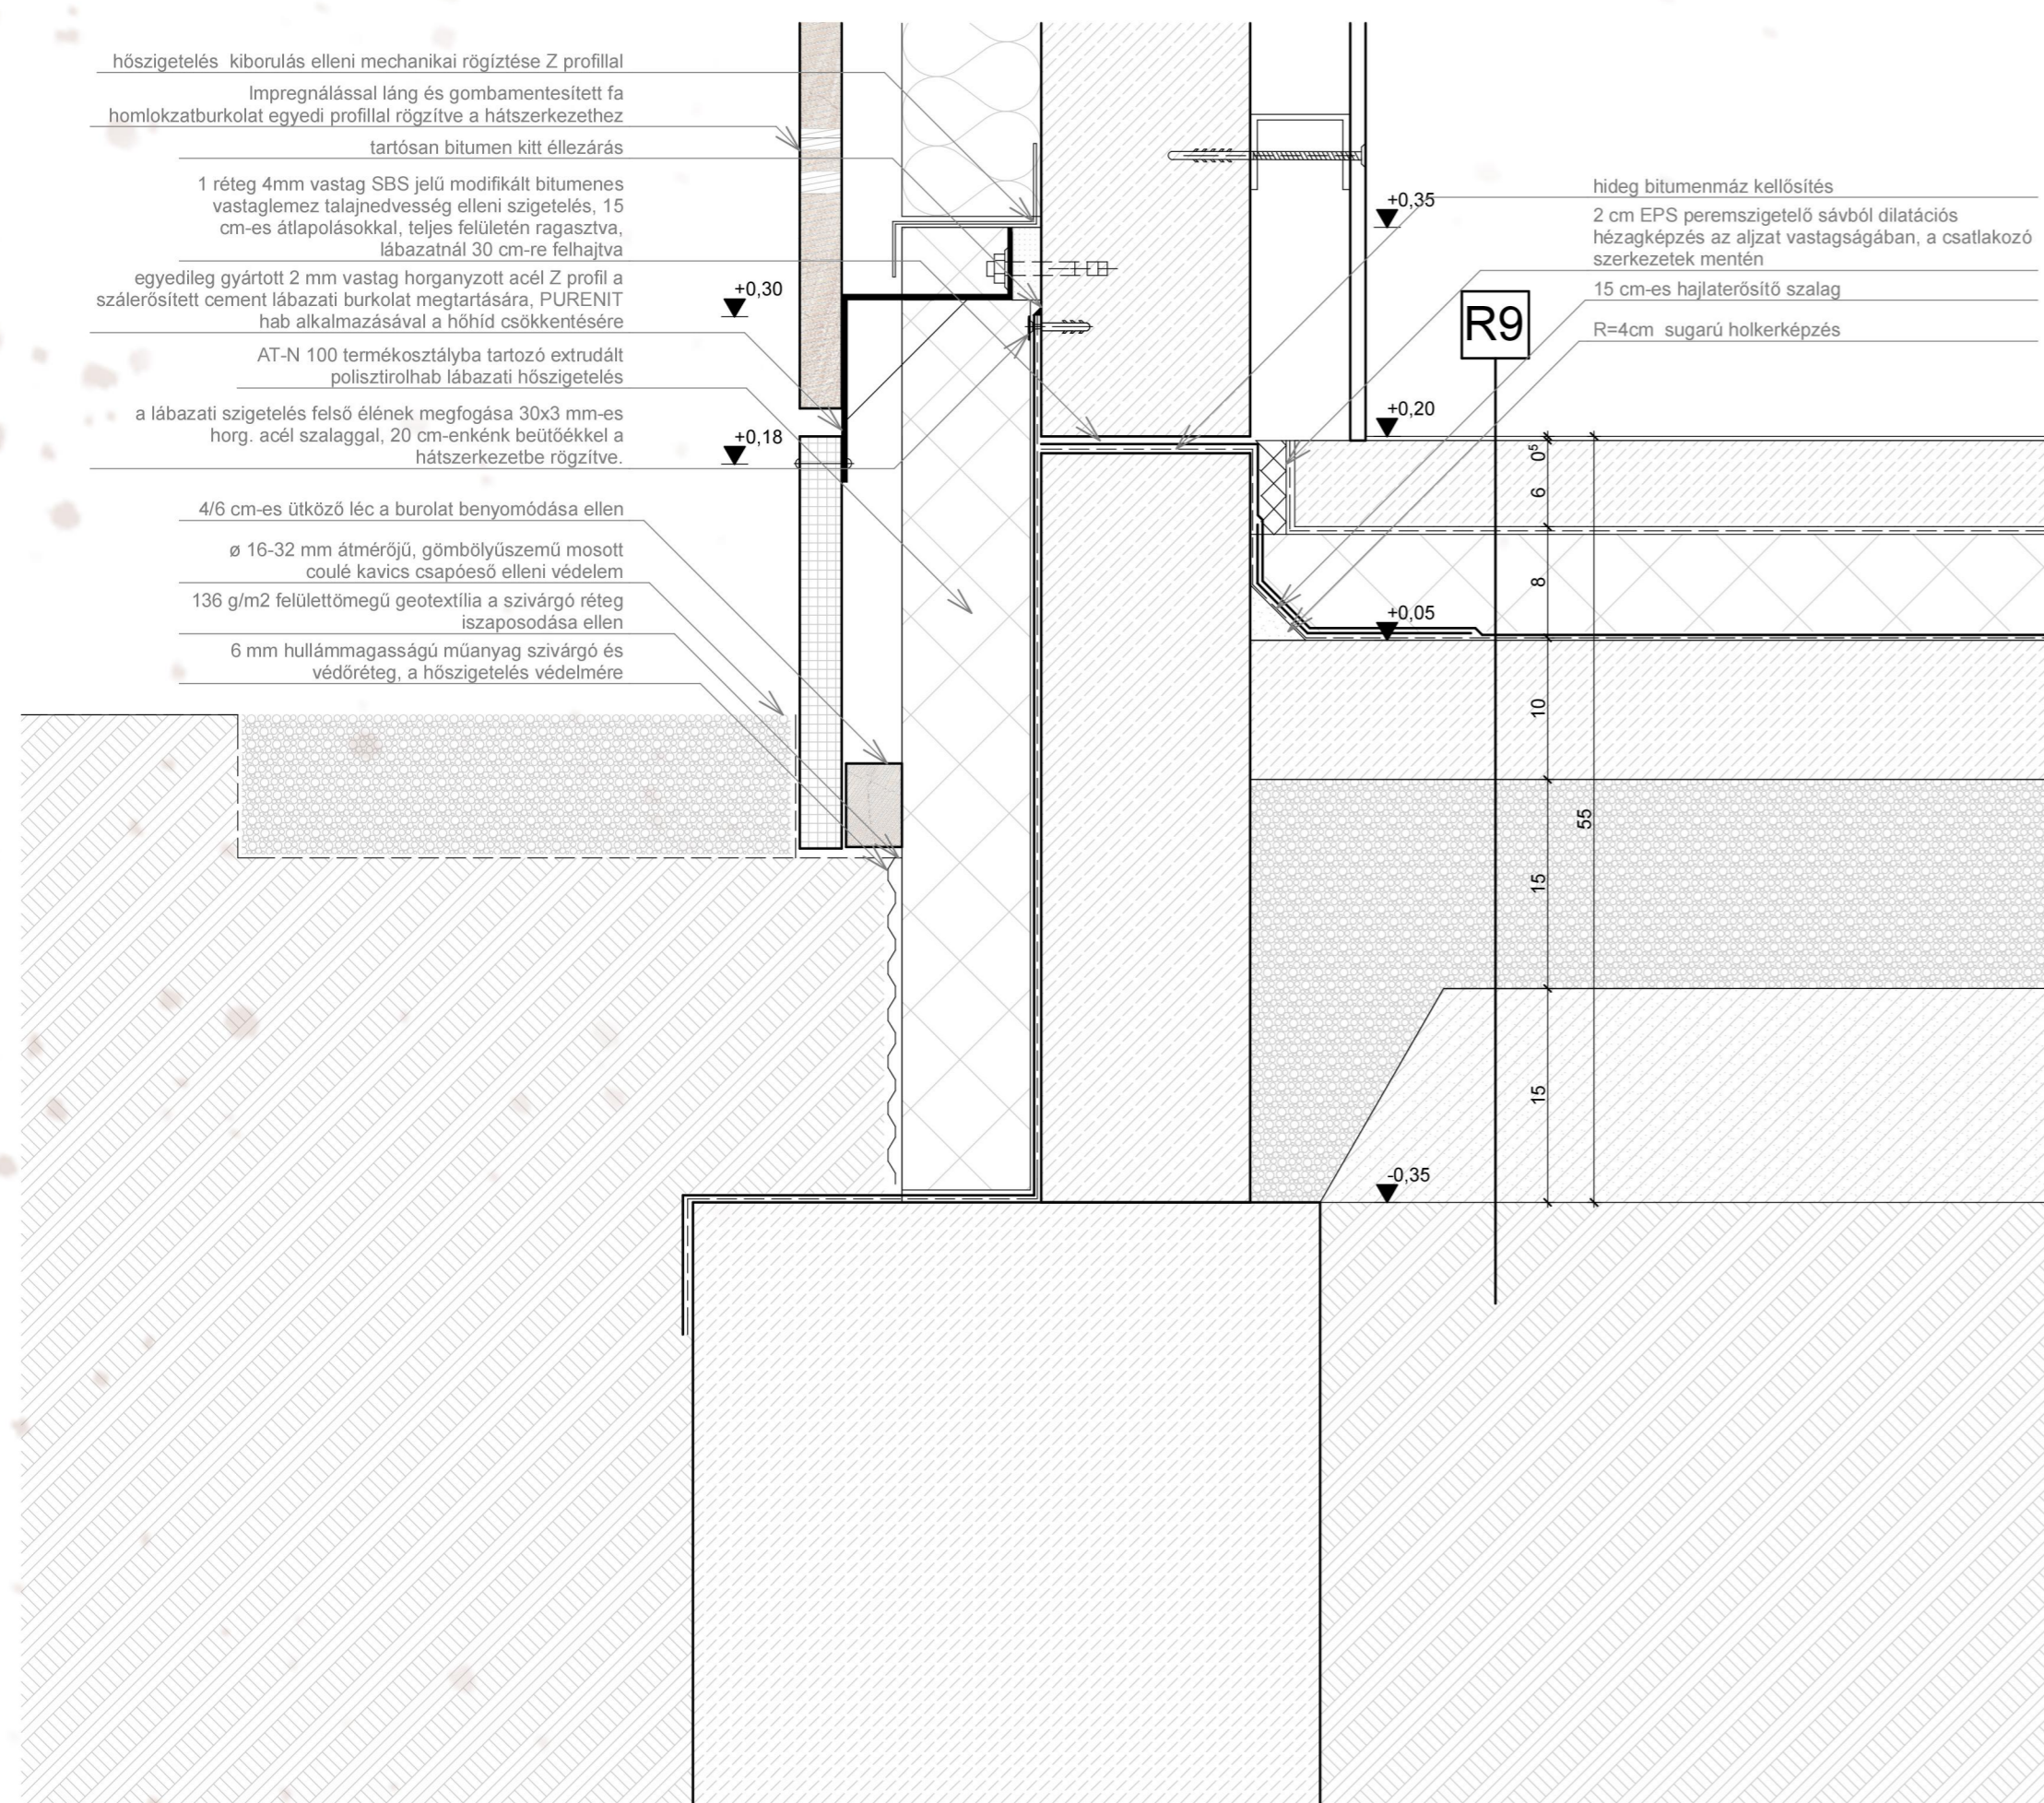 hőszigetelés  kiborulás elleni mechanikai rögíztése Z profillal
Impregnálással láng és gombamentesített fa
homlokzatburkolat egyedi profillal rögzítve a hátszerkezethez
tartósan bitumen kitt éllezárás
1 réteg 4mm vastag SBS jelű modifikált bitumenes
vastaglemez talajnedvesség elleni szigetelés, 15
cm-es átlapolásokkal, teljes felületén ragasztva,
lábazatnál 30 cm-re felhajtva
egyedileg gyártott 2 mm vastag horganyzott acél Z profil a
szálerősített cement lábazati burkolat megtartására, PURENIT
hab alkalmazásával a hőhíd csökkentésére
AT-N 100 termékosztályba tartozó extrudált
polisztirolhab lábazati hőszigetelés
a lábazati szigetelés felső élének megfogása 30x3 mm-es
horg. acél szalaggal, 20 cm-enkénk beütőékkel a
hátszerkezetbe rögzítve.
4/6 cm-es ütköző léc a burolat benyomódása ellen
ø 16-32 mm átmérőjű, gömbölyűszemű mosott
coulé kavics csapóeső elleni védelem
136 g/m2 felülettömegű geotextília a szivárgó réteg
iszaposodása ellen
6 mm hullámmagasságú műanyag szivárgó és
védőréteg, a hőszigetelés védelmére
+0,30
+0,18
hideg bitumenmáz kellősítés
2 cm EPS peremszigetelő sávból dilatációs
hézagképzés az aljzat vastagságában, a csatlakozó
szerkezetek mentén
15 cm-es hajlaterősítő szalag
R=4cm  sugarú holkerképzés
R9
+0,35
+0,20
+0,05
-0,35
0⁵
6
8
10
15
15
55